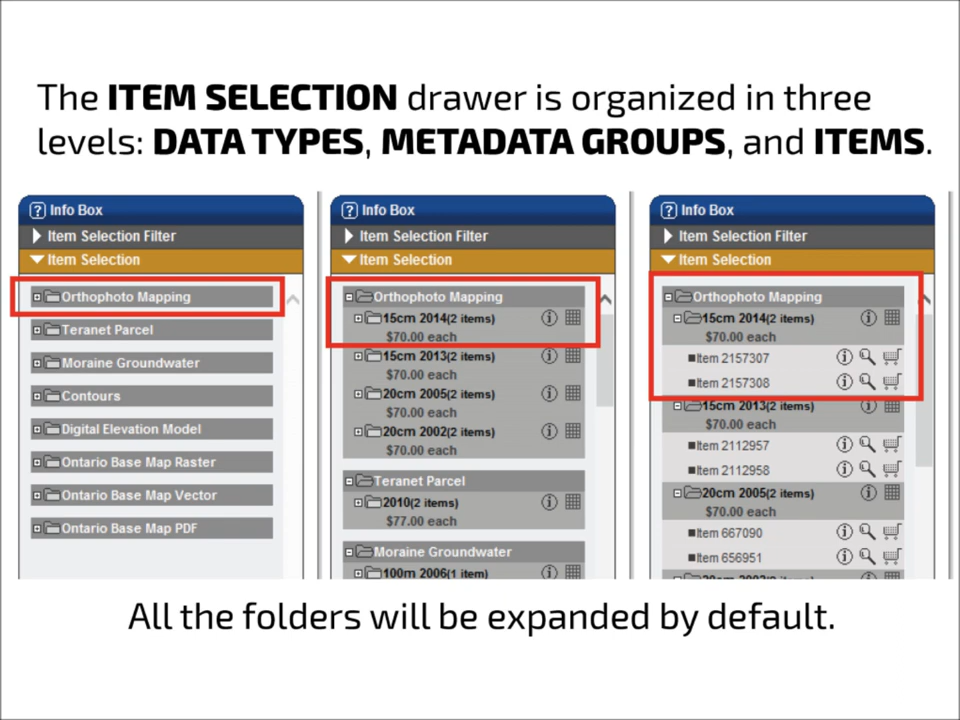 The ITEM SELECTION drawer is organized in three
levels: DATA TYPES, METADATA GROUPS, and ITEMS.
? Info Box
Item Selection Filter
Item Selection
Orthophoto Mapping
Teranet Parcel
Moraine Groundwater
Contours
Digital Elevation Model
Ontario Base Map Raster
Ontario Base Map Vector
Ontario Base Map PDF
? Info Box
Item Selection Filter
Item Selection
Orthophoto Mapping
15cm 2014(2 items)
$70.00 each
15cm 2013(2 items)
$70.00 each
20cm 2005(2 items)
$70.00 each
20cm 2002(2 items)
$70.00 each
Teranet Parcel
2010(2 items)
$77.00 each
Moraine Groundwater
100m 2006(1 item)
? Info Box
Item Selection Filter
Item Selection
Orthophoto Mapping
15cm 2014(2 items)
$70.00 each
Item 2157307
Item 2157308
15cm 2013(2 items)
$70.00 each
Item 2112957
Item 2112958
20cm 2005(2 items)
$70.00 each
Item 667090
Item 656951
20cm 2002(2 items)
All the folders will be expanded by default.